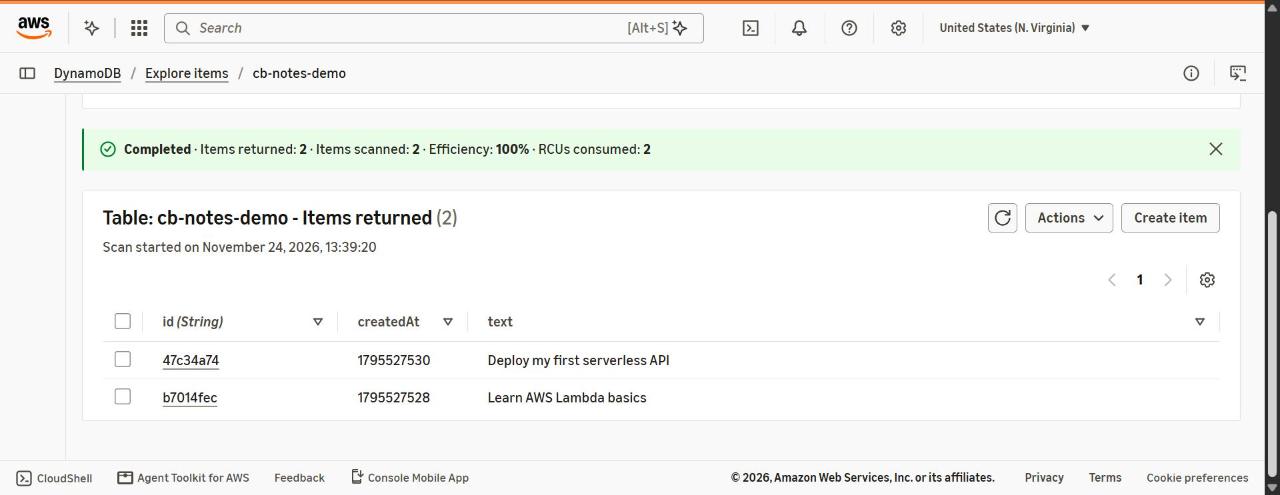 aws
Search [Alt+S] United States (N. Virginia)
DynamoDB / Explore items / cb-notes-demo
Completed · Items returned: 2 · Items scanned: 2 · Efficiency: 100% · RCUs consumed: 2
Table: cb-notes-demo - Items returned (2)
Actions Create item
Scan started on November 24, 2026, 13:39:20
1
id (String) createdAt text
47c34a74 1795527530 Deploy my first serverless API
b7014fec 1795527528 Learn AWS Lambda basics
CloudShell Agent Toolkit for AWS Feedback Console Mobile App © 2026, Amazon Web Services, Inc. or its affiliates. Privacy Terms Cookie preferences